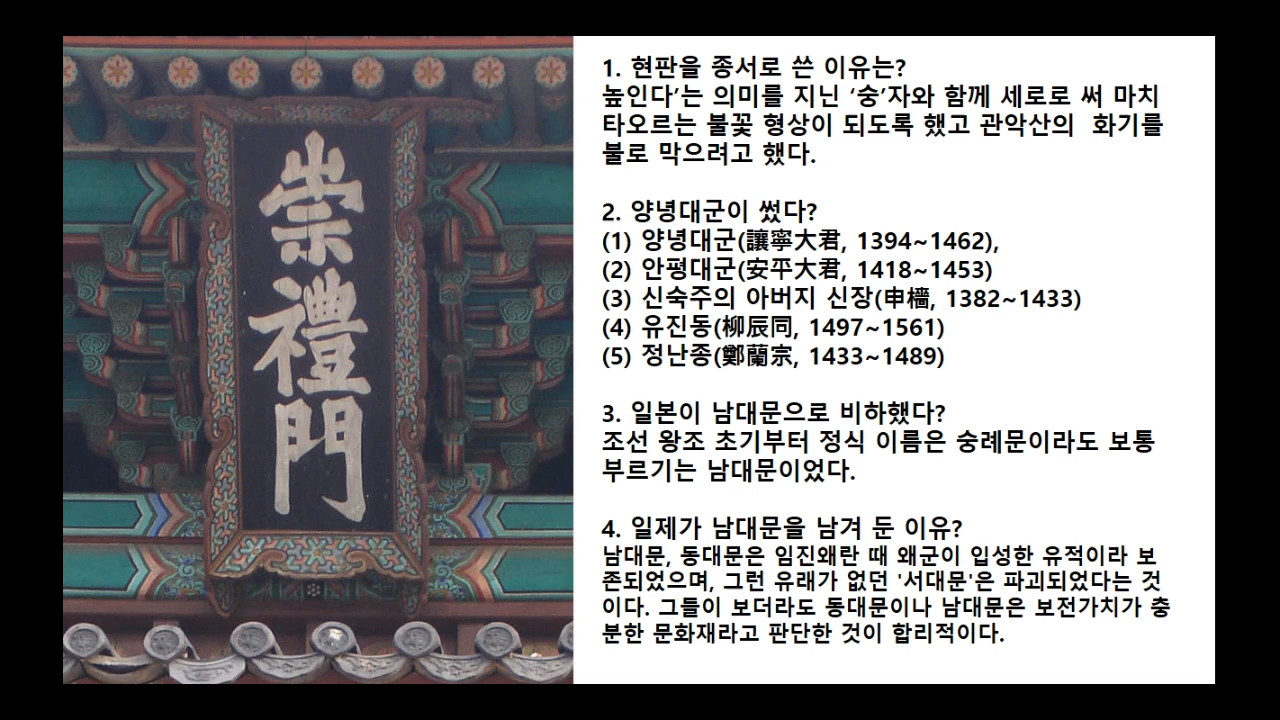 崇禮門
1. 현판을 종서로 쓴 이유는?
높인다’는 의미를 지닌 ‘숭’자와 함께 세로로 써 마치
타오르는 불꽃 형상이 되도록 했고 관악산의 화기를
불로 막으려고 했다.
2. 양녕대군이 썼다?
(1) 양녕대군(讓寧大君, 1394~1462),
(2) 안평대군(安平大君, 1418~1453)
(3) 신숙주의 아버지 신장(申檣, 1382~1433)
(4) 유진동(柳辰同, 1497~1561)
(5) 정난종(鄭蘭宗, 1433~1489)
3. 일본이 남대문으로 비하했다?
조선 왕조 초기부터 정식 이름은 숭례문이라도 보통
부르기는 남대문이었다.
4. 일제가 남대문을 남겨 둔 이유?
남대문, 동대문은 임진왜란 때 왜군이 입성한 유적이라 보
존되었으며, 그런 유래가 없던 '서대문'은 파괴되었다는 것
이다. 그들이 보더라도 동대문이나 남대문은 보전가치가 충
분한 문화재라고 판단한 것이 합리적이다.